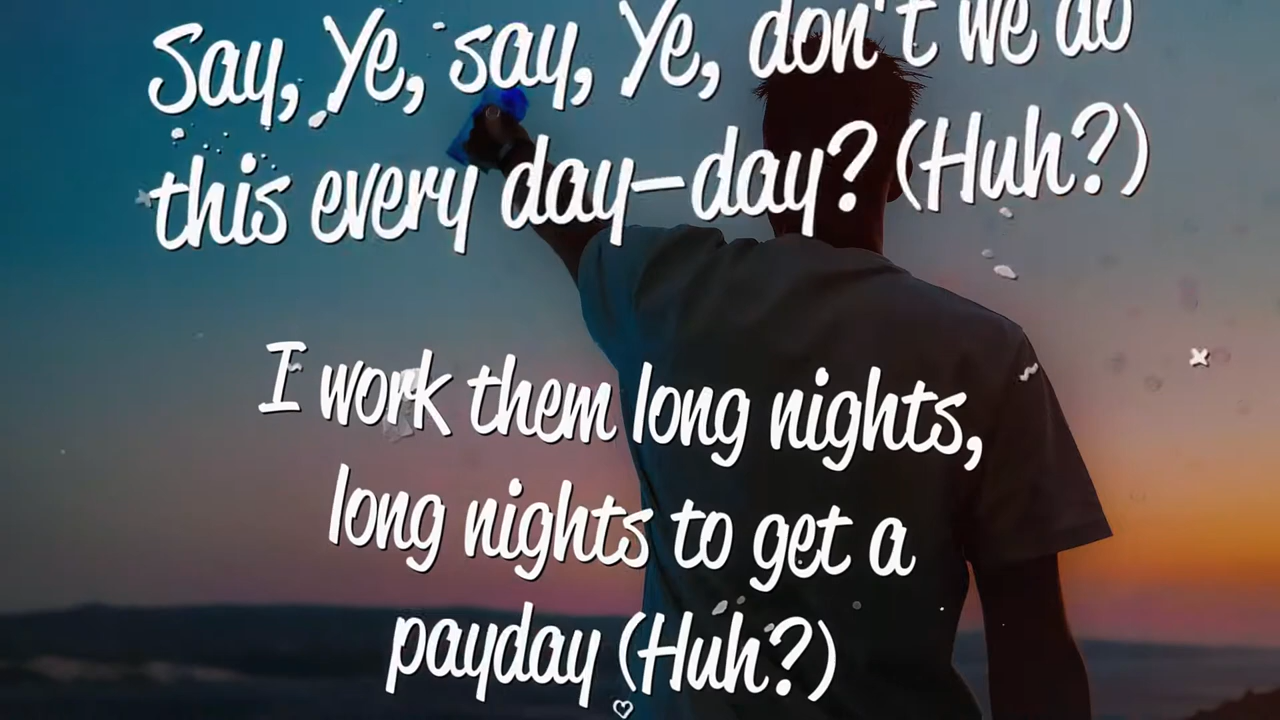 Say, Ye, say, Ye, don't we do
this every day-day? (Huh?)
I work them long nights,
long nights to get a
payday (Huh?)